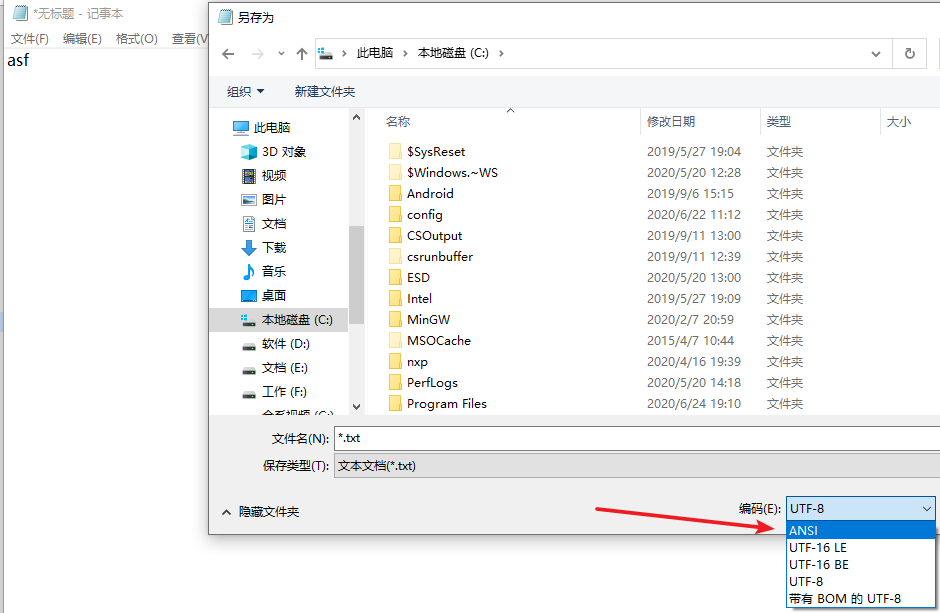 *无标题 - 记事本
文件(F) 编辑(E) 格式(O) 查看(V
asf
另存为
此电脑 › 本地磁盘 (C:) ›
组织 新建文件夹
此电脑
3D 对象
视频
图片
文档
下载
音乐
桌面
本地磁盘 (C:)
软件 (D:)
文档 (E:)
工作 (F:)
名称 修改日期 类型 大小
$SysReset 2019/5/27 19:04 文件夹
$Windows.~WS 2020/5/20 12:28 文件夹
Android 2019/9/6 15:15 文件夹
config 2020/6/22 11:12 文件夹
CSOutput 2019/9/11 13:00 文件夹
csrunbuffer 2019/9/11 12:39 文件夹
ESD 2020/5/20 13:00 文件夹
Intel 2019/5/27 19:09 文件夹
MinGW 2020/2/7 20:59 文件夹
MSOCache 2015/4/7 10:44 文件夹
nxp 2020/4/16 19:39 文件夹
PerfLogs 2020/5/20 14:18 文件夹
Program Files 2020/6/24 19:10 文件夹
文件名(N): *.txt
保存类型(T): 文本文档(*.txt)
隐藏文件夹
编码(E): UTF-8
ANSI
UTF-16 LE
UTF-16 BE
UTF-8
带有 BOM 的 UTF-8